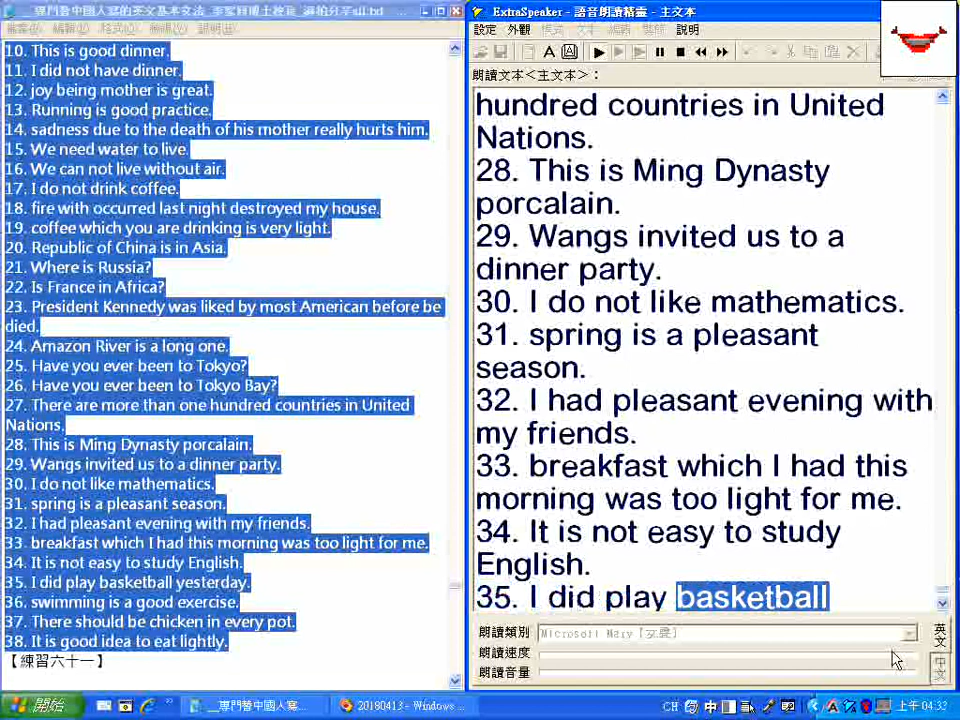 10. This is good dinner.
11. I did not have dinner.
12. joy being mother is great.
13. Running is good practice.
14. sadness due to the death of his mother really hurts him.
15. We need water to live.
16. We can not live without air.
17. I do not drink coffee.
18. fire with occurred last night destroyed my house.
19. coffee which you are drinking is very light.
20. Republic of China is in Asia.
21. Where is Russia?
22. Is France in Africa?
23. President Kennedy was liked by most American before be
died.
24. Amazon River is a long one.
25. Have you ever been to Tokyo?
26. Have you ever been to Tokyo Bay?
27. There are more than one hundred countries in United
Nations.
28. This is Ming Dynasty porcelain.
29. Wangs invited us to a dinner party.
30. I do not like mathematics.
31. spring is a pleasant season.
32. I had pleasant evening with my friends.
33. breakfast which I had this morning was too light for me.
34. It is not easy to study English.
35. I did play basketball yesterday.
36. swimming is a good exercise.
37. There should be chicken in every pot.
38. It is good idea to eat lightly.
【練習六十一】
ExtraSpeaker - 語音朗讀精靈 - 主文本
設定 外觀 說明
朗讀文本<主文本>：
hundred countries in United
Nations.
28. This is Ming Dynasty
porcalain.
29. Wangs invited us to a
dinner party.
30. I do not like mathematics.
31. spring is a pleasant
season.
32. I had pleasant evening with
my friends.
33. breakfast which I had this
morning was too light for me.
34. It is not easy to study
English.
35. I did play basketball
朗讀類別 Microsoft Mary
朗讀速度
朗讀音量
英文
中文
開始
__專門替中國人寫...
20180413 - Windows ...
CH 中
上午 04:33